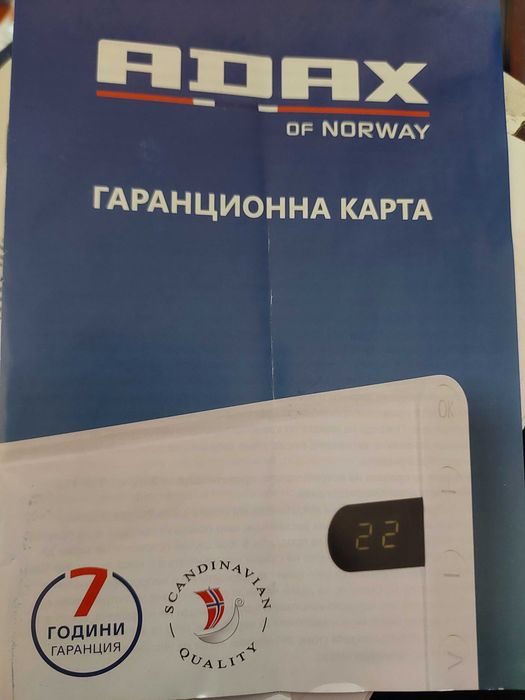 ADAX
OF NORWAY
ГАРАНЦИОННА КАРТА
OK
22
7
ГОДИНИ
ГАРАНЦИЯ
SCANDINAVIAN
QUALITY